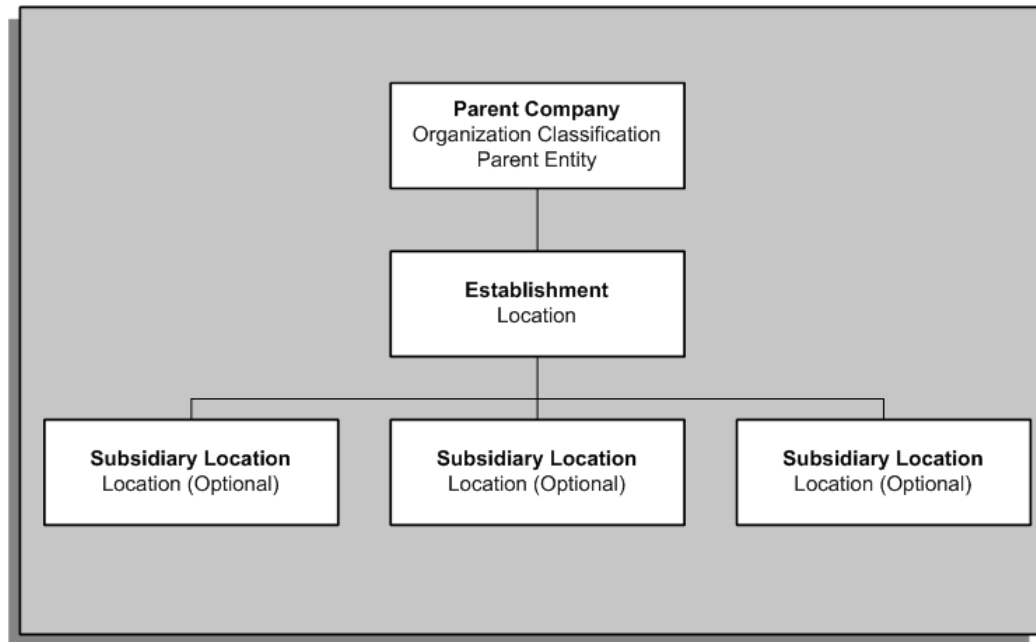 Parent Company
Organization Classification
Parent Entity
Establishment
Location
Subsidiary Location
Location (Optional)
Subsidiary Location
Location (Optional)
Subsidiary Location
Location (Optional)